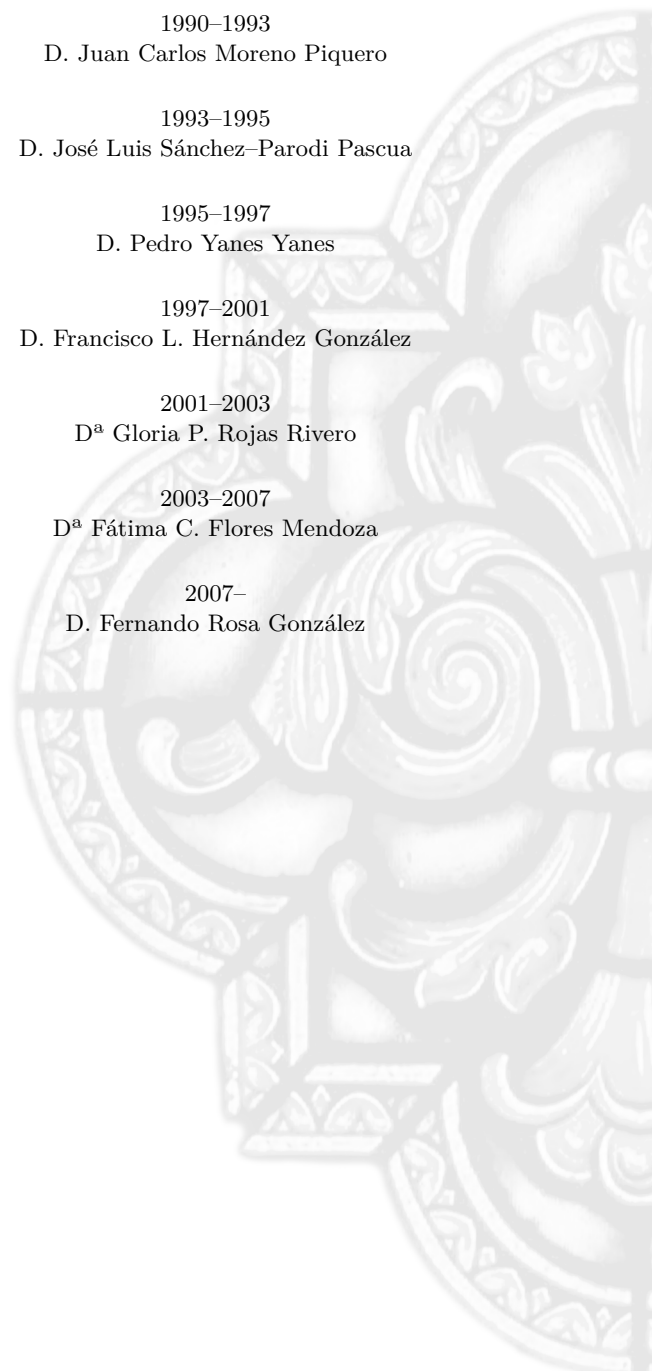 1990–1993
D. Juan Carlos Moreno Piquero
1993–1995
D. José Luis Sánchez–Parodi Pascua
1995–1997
D. Pedro Yanes Yanes
1997–2001
D. Francisco L. Hernández González
2001–2003
Dª Gloria P. Rojas Rivero
2003–2007
Dª Fátima C. Flores Mendoza
2007–
D. Fernando Rosa González